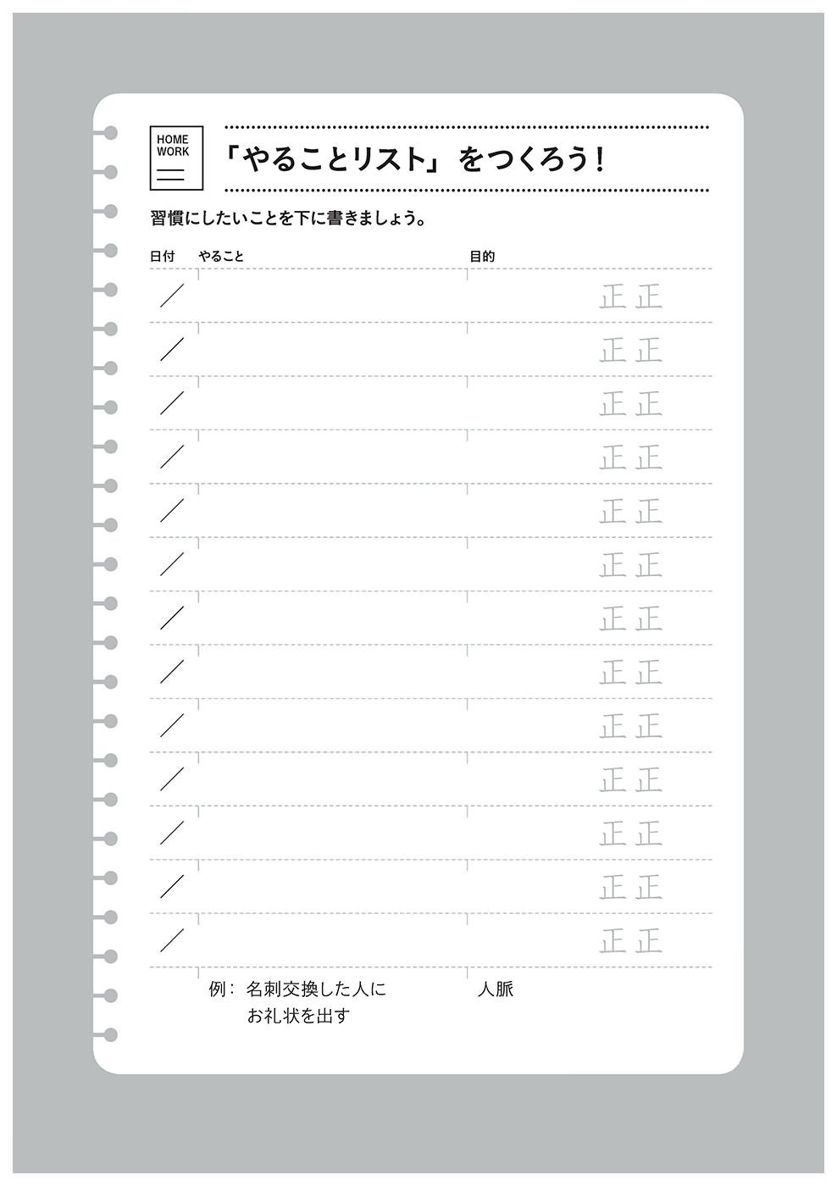 HOME
WORK
「やることリスト」をつくろう！
習慣にしたいことを下に書きましょう。
日付 やること 目的
／ 正 正
／ 正 正
／ 正 正
／ 正 正
／ 正 正
／ 正 正
／ 正 正
／ 正 正
／ 正 正
／ 正 正
／ 正 正
／ 正 正
／ 正 正
例： 名刺交換した人に 人脈
お礼状を出す